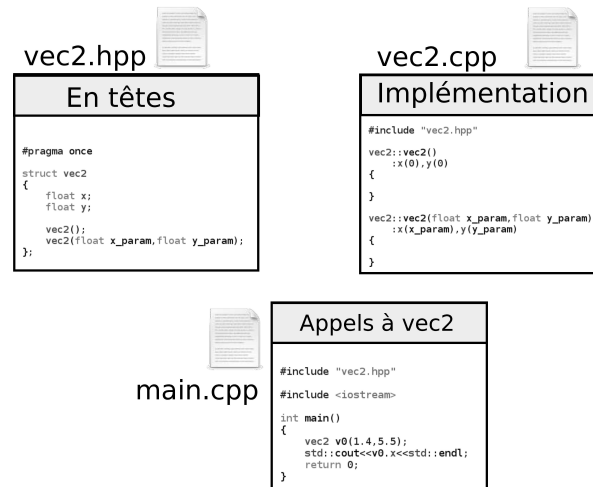 vec2.hpp
En têtes
#pragma once
struct vec2
{
    float x;
    float y;
    vec2();
    vec2(float x_param,float y_param);
};
vec2.cpp
Implémentation
#include "vec2.hpp"
vec2::vec2()
    :x(0),y(0)
{
}
vec2::vec2(float x_param,float y_param)
    :x(x_param),y(y_param)
{
}
main.cpp
Appels à vec2
#include "vec2.hpp"
#include <iostream>
int main()
{
    vec2 v0(1.4,5.5);
    std::cout<<v0.x<<std::endl;
    return 0;
}